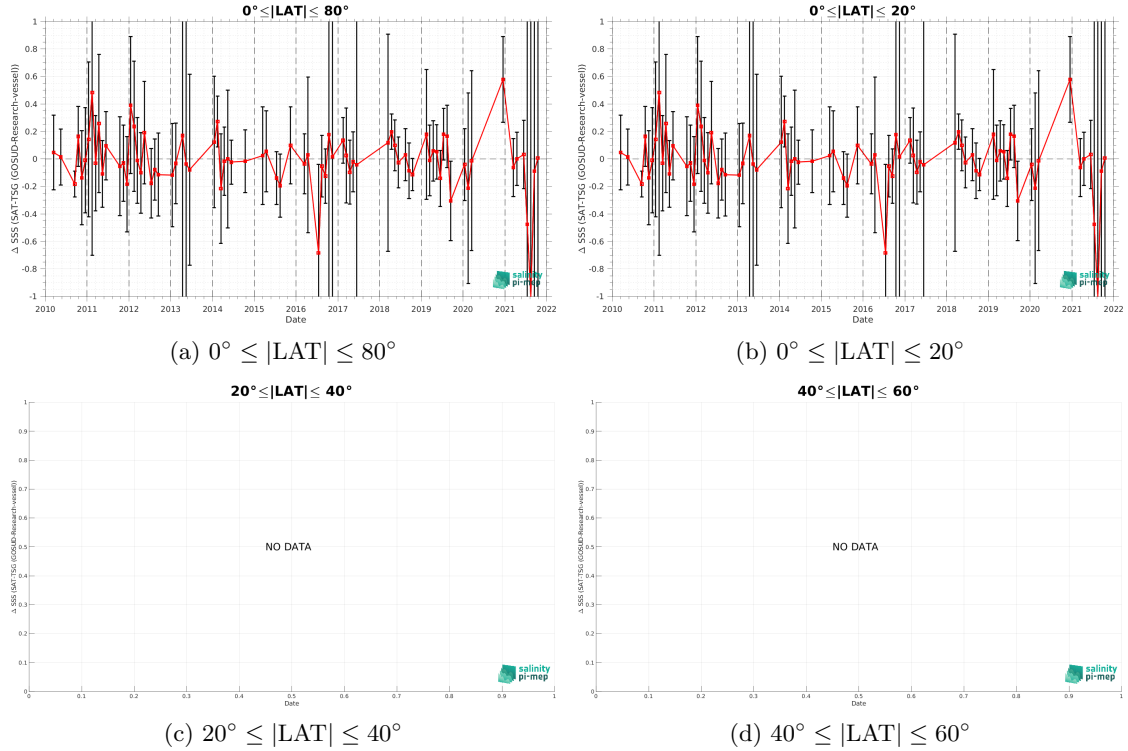 0°≤|LAT|≤ 80°
Δ SSS (SAT-TSG (GOSUD-Research-vessel))
1
0.8
0.6
0.4
0.2
0
-0.2
-0.4
-0.6
-0.8
-1
2010 2011 2012 2013 2014 2015 2016 2017 2018 2019 2020 2021 2022
Date
salinity
pi-mep
(a) 0° ≤ |LAT| ≤ 80°
0°≤|LAT|≤ 20°
Δ SSS (SAT-TSG (GOSUD-Research-vessel))
1
0.8
0.6
0.4
0.2
0
-0.2
-0.4
-0.6
-0.8
-1
2010 2011 2012 2013 2014 2015 2016 2017 2018 2019 2020 2021 2022
Date
salinity
pi-mep
(b) 0° ≤ |LAT| ≤ 20°
20°≤|LAT|≤ 40°
Δ SSS (SAT-TSG (GOSUD-Research-vessel))
1
0.9
0.8
0.7
0.6
0.5
0.4
0.3
0.2
0.1
0
NO DATA
0 0.1 0.2 0.3 0.4 0.5 0.6 0.7 0.8 0.9 1
Date
salinity
pi-mep
(c) 20° ≤ |LAT| ≤ 40°
40°≤|LAT|≤ 60°
Δ SSS (SAT-TSG (GOSUD-Research-vessel))
1
0.9
0.8
0.7
0.6
0.5
0.4
0.3
0.2
0.1
0
NO DATA
0 0.1 0.2 0.3 0.4 0.5 0.6 0.7 0.8 0.9 1
Date
salinity
pi-mep
(d) 40° ≤ |LAT| ≤ 60°